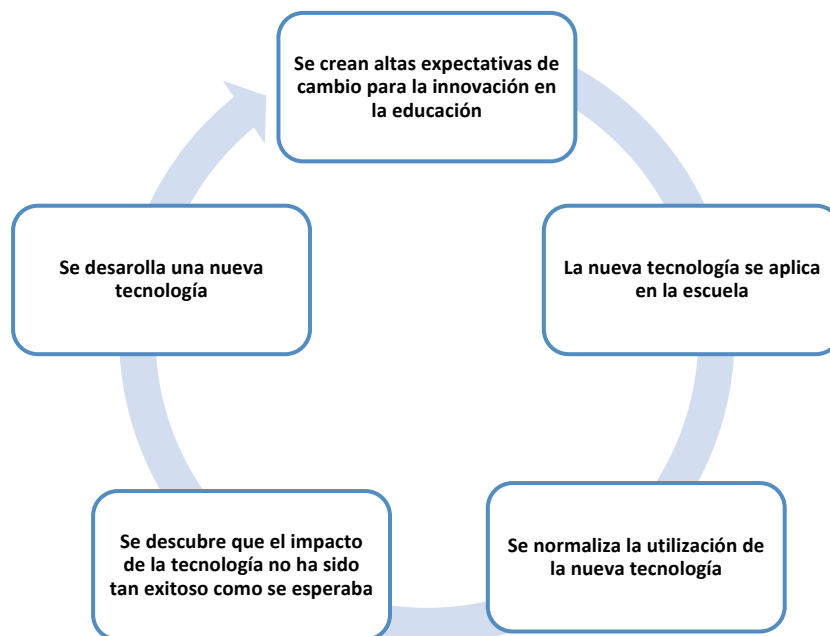 Se crean altas expectativas de
cambio para la innovación en
la educación
La nueva tecnología se aplica
en la escuela
Se normaliza la utilización de
la nueva tecnología
Se descubre que el impacto
de la tecnología no ha sido
tan exitoso como se esperaba
Se desarolla una nueva
tecnología